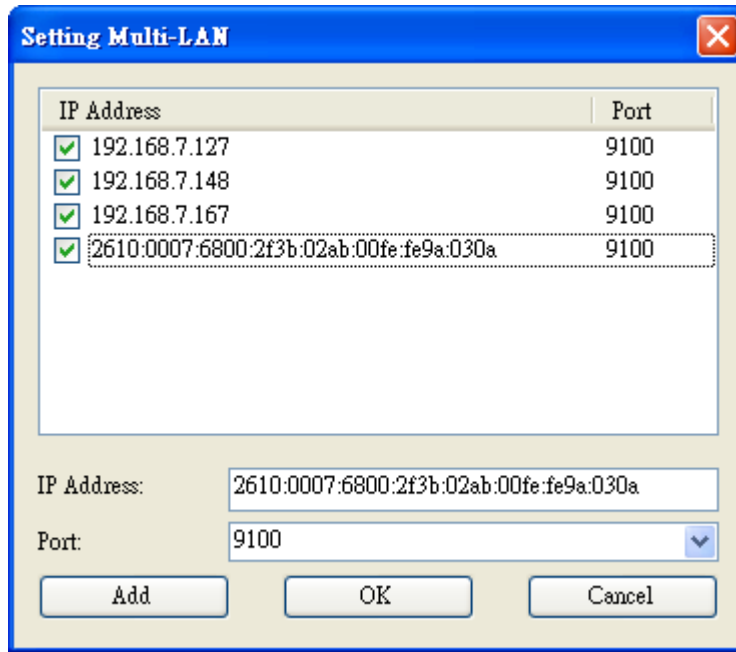 Setting Multi-LAN
IP Address Port
192.168.7.127 9100
192.168.7.148 9100
192.168.7.167 9100
2610:0007:6800:2f3b:02ab:00fe:fe9a:030a 9100
IP Address: 2610:0007:6800:2f3b:02ab:00fe:fe9a:030a
Port: 9100
Add OK Cancel